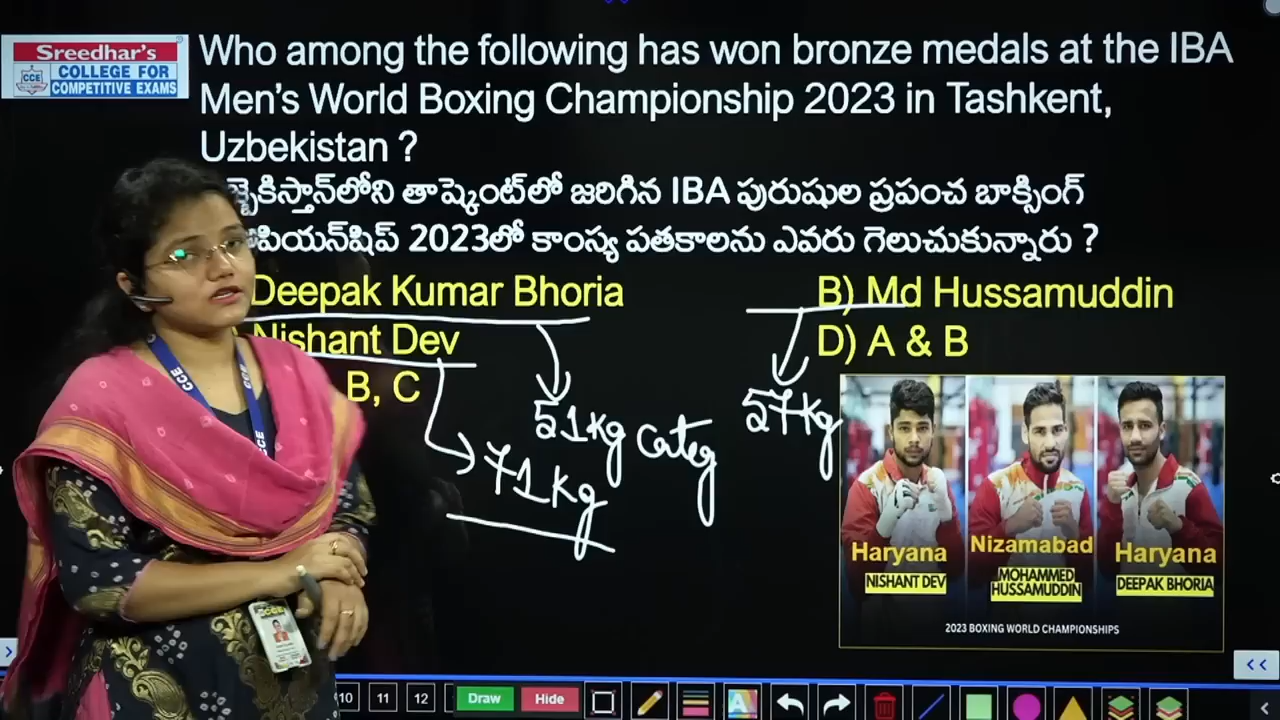 Sreedhar's
CCE
COLLEGE FOR
COMPETITIVE EXAMS
Who among the following has won bronze medals at the IBA
Men's World Boxing Championship 2023 in Tashkent,
Uzbekistan ?
తాష్కెంట్‌లో జరిగిన IBA పురుషుల ప్రపంచ బాక్సింగ్
2023లో కాంస్య పతకాలను ఎవరు గెలుచుకున్నారు ?
Deepak Kumar Bhoria
B) Md Hussamuddin
Nishant Dev
D) A & B
B, C
51kg categ
57kg
71kg
Haryana
Nizamabad
Haryana
NISHANT DEV
MOHAMMED
HUSSAMUDDIN
DEEPAK BHORIA
2023 BOXING WORLD CHAMPIONSHIPS
CCE
10 11 12 Draw Hide